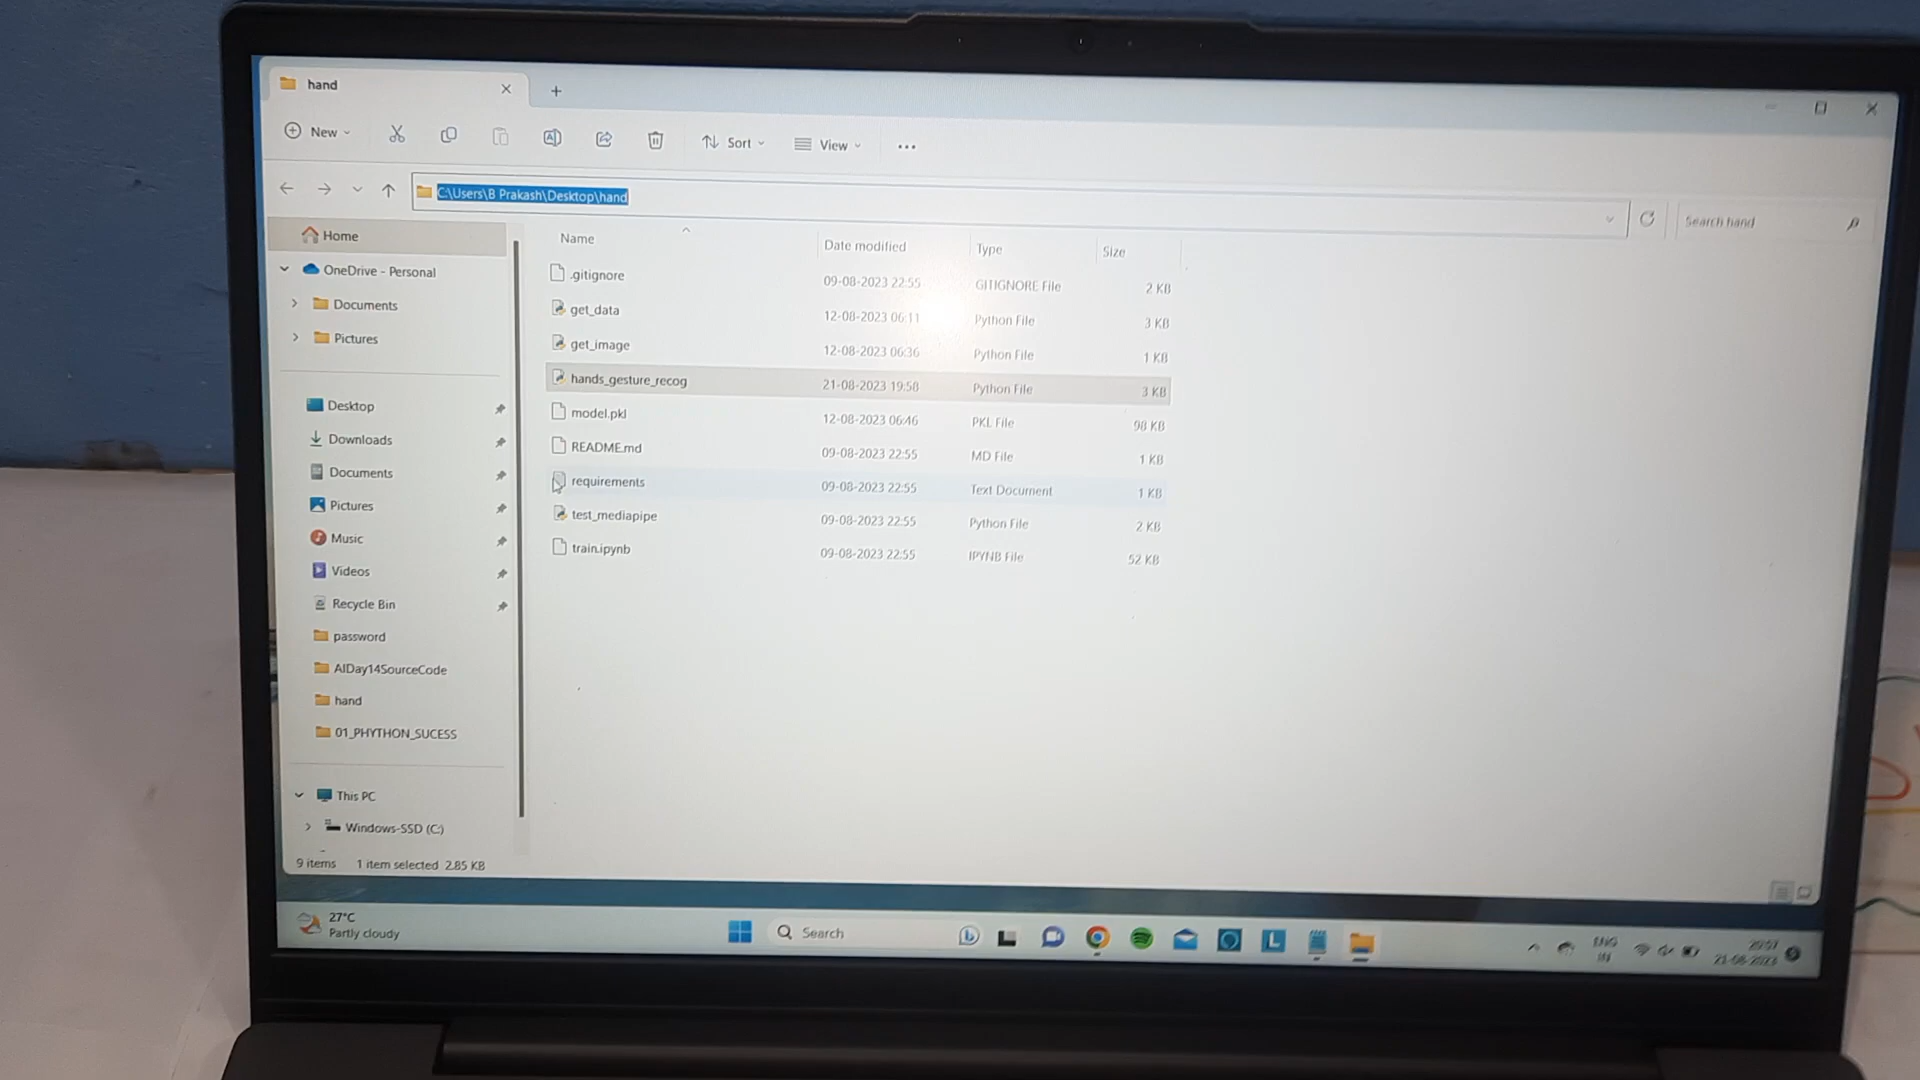 hand
New
Sort
View
C:\Users\B Prakash\Desktop\hand
Search hand
Home
OneDrive - Personal
Documents
Pictures
Desktop
Downloads
Documents
Pictures
Music
Videos
Recycle Bin
password
AIDay14SourceCode
hand
01_PHYTHON_SUCESS
This PC
Windows-SSD (C:)
Name Date modified Type Size
.gitignore 09-08-2023 22:55 GITIGNORE File 2 KB
get_data 12-08-2023 06:11 Python File 3 KB
get_image 12-08-2023 06:36 Python File 1 KB
hands_gesture_recog 21-08-2023 19:58 Python File 3 KB
model.pkl 12-08-2023 06:46 PKL File 98 KB
README.md 09-08-2023 22:55 MD File 1 KB
requirements 09-08-2023 22:55 Text Document 1 KB
test_mediapipe 09-08-2023 22:55 Python File 2 KB
train.ipynb 09-08-2023 22:55 IPYNB File 52 KB
9 items 1 item selected 2.85 KB
27°C
Partly cloudy
Search
L
ENG
IN
20:57
21-08-2023